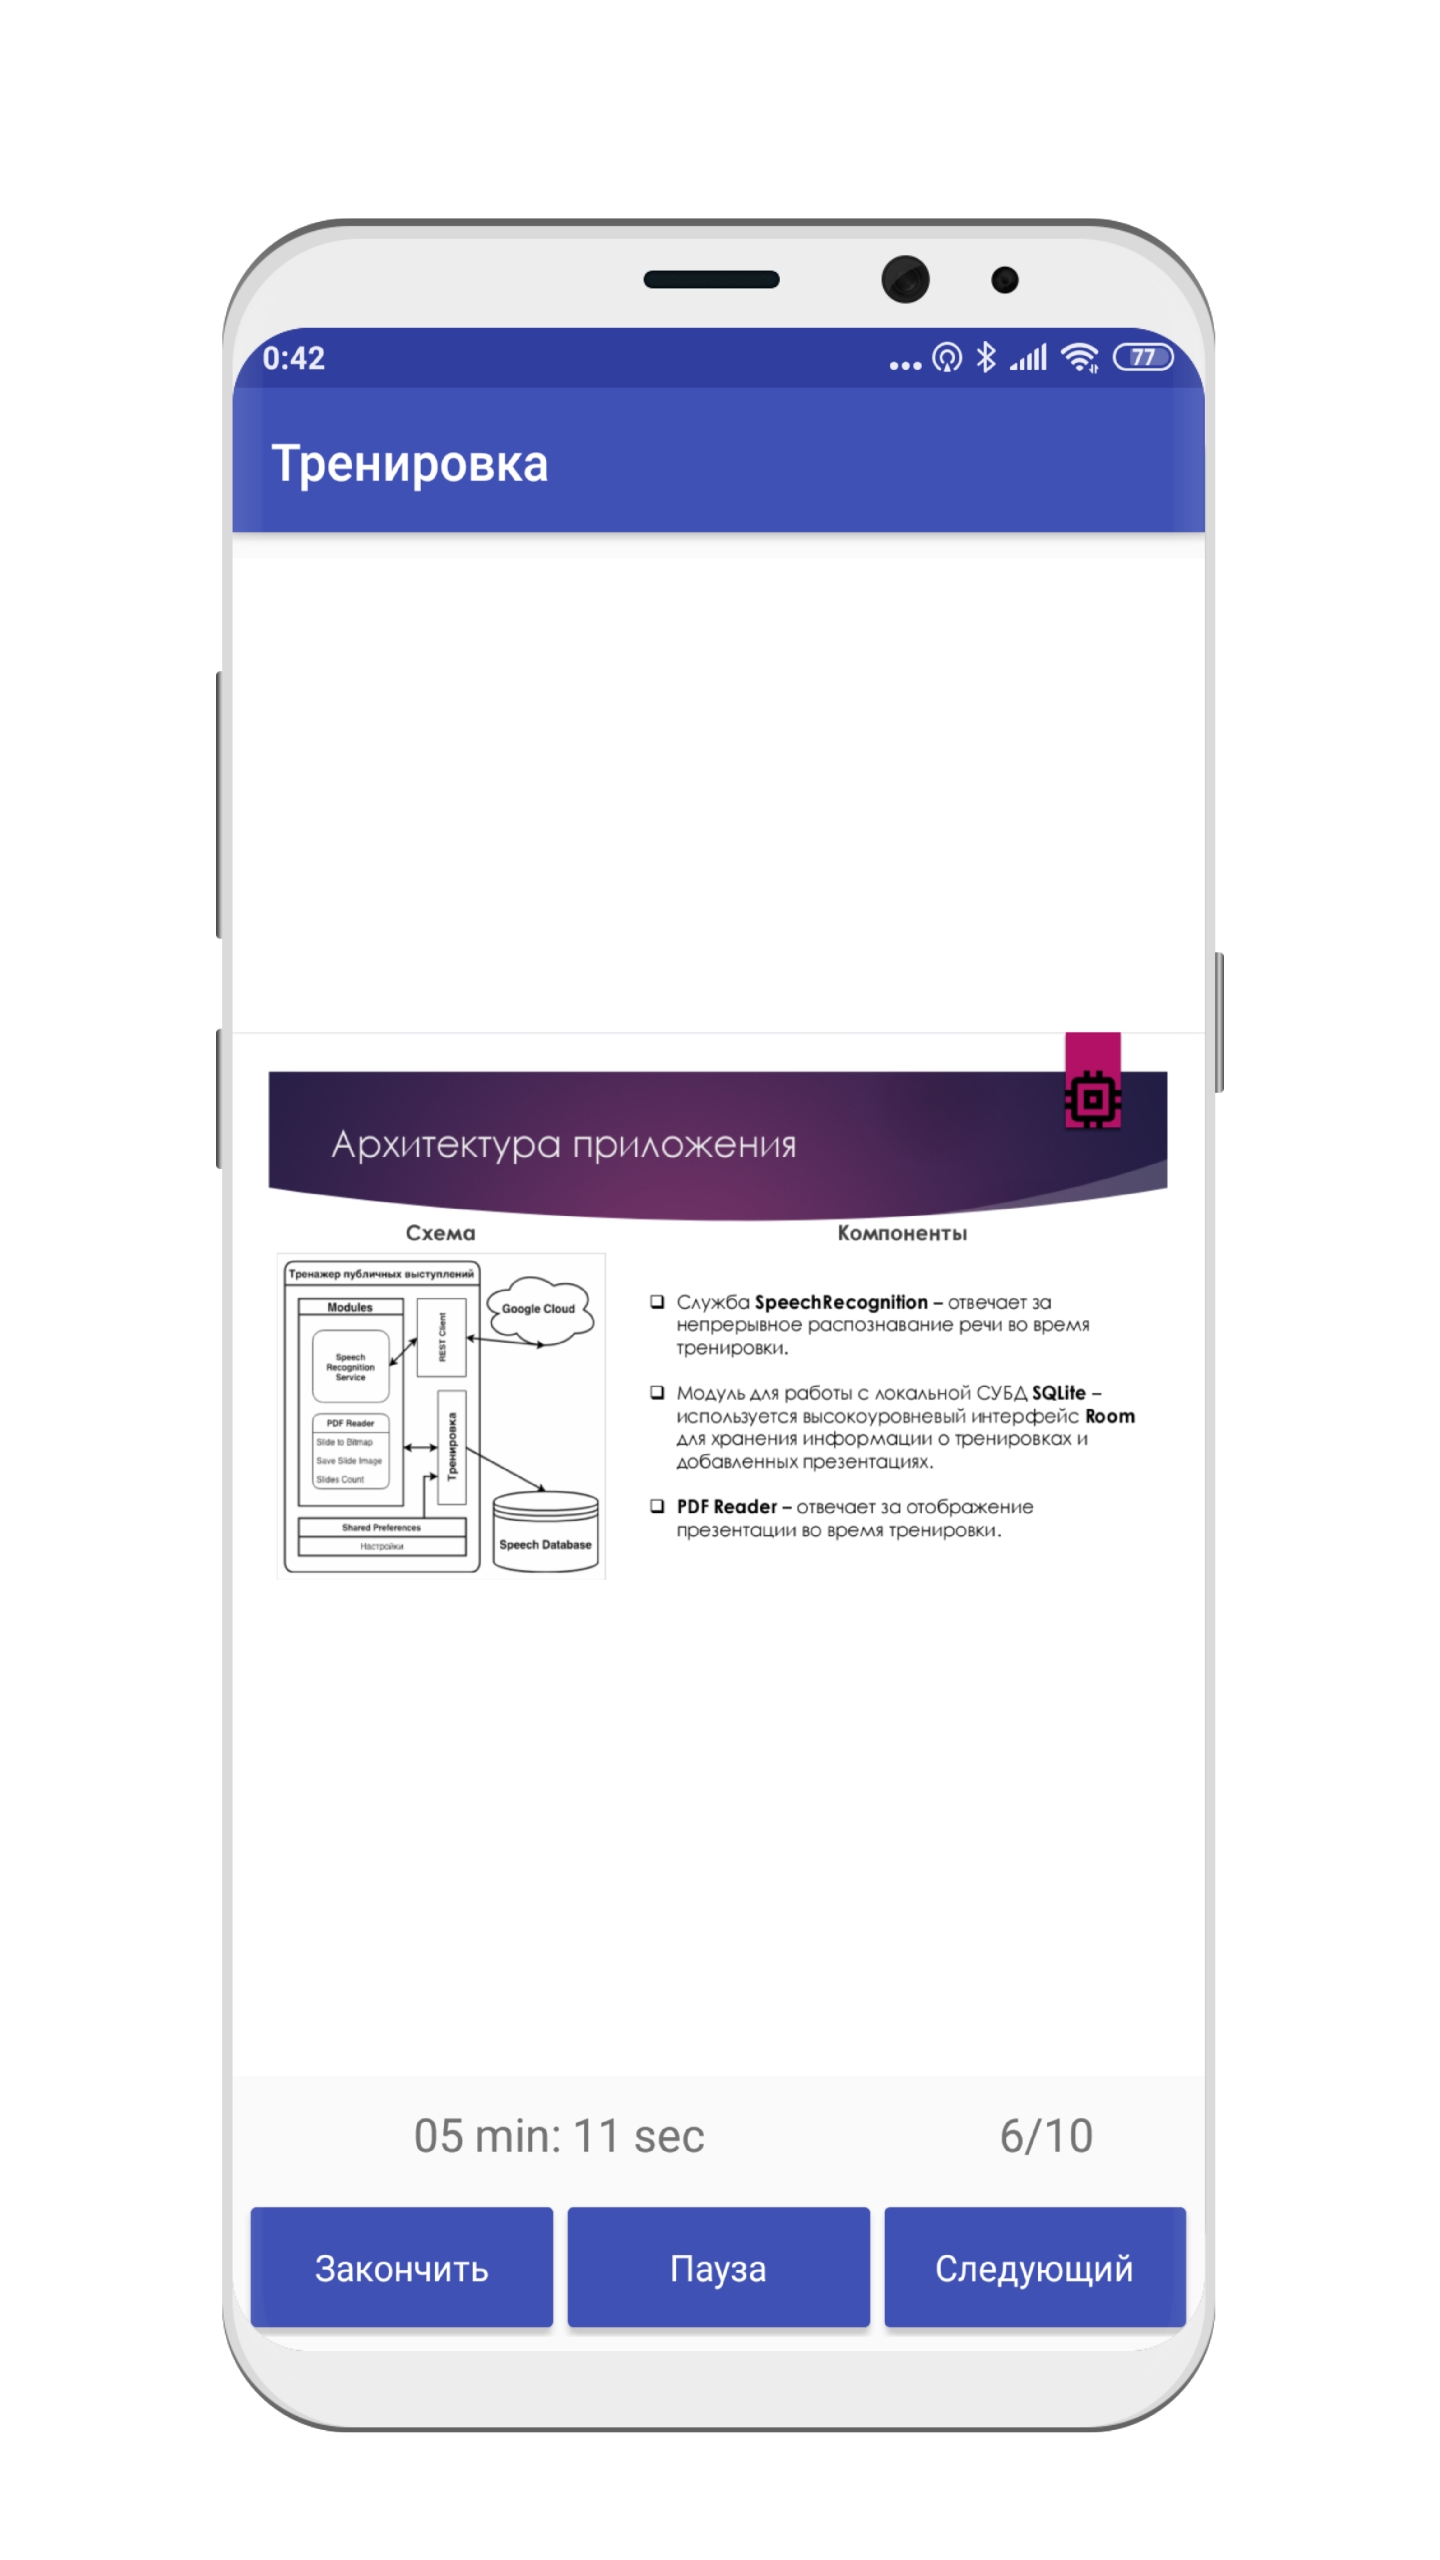 0:42
77
Тренировка
Архитектура приложения
Схема
Тренажер публичных выступлений
Modules
Speech
Recognition
Service
REST Client
Google Cloud
PDF Reader
Slide to Bitmap
Save Slide Image
Slides Count
Тренировка
Shared Preferences
Настройки
Speech Database
Компоненты
Служба SpeechRecognition – отвечает за
непрерывное распознавание речи во время
тренировки.
Модуль для работы с локальной СУБД SQLite –
используется высокоуровневый интерфейс Room
для хранения информации о тренировках и
добавленных презентациях.
PDF Reader – отвечает за отображение
презентации во время тренировки.
05 min: 11 sec
6/10
Закончить
Пауза
Следующий